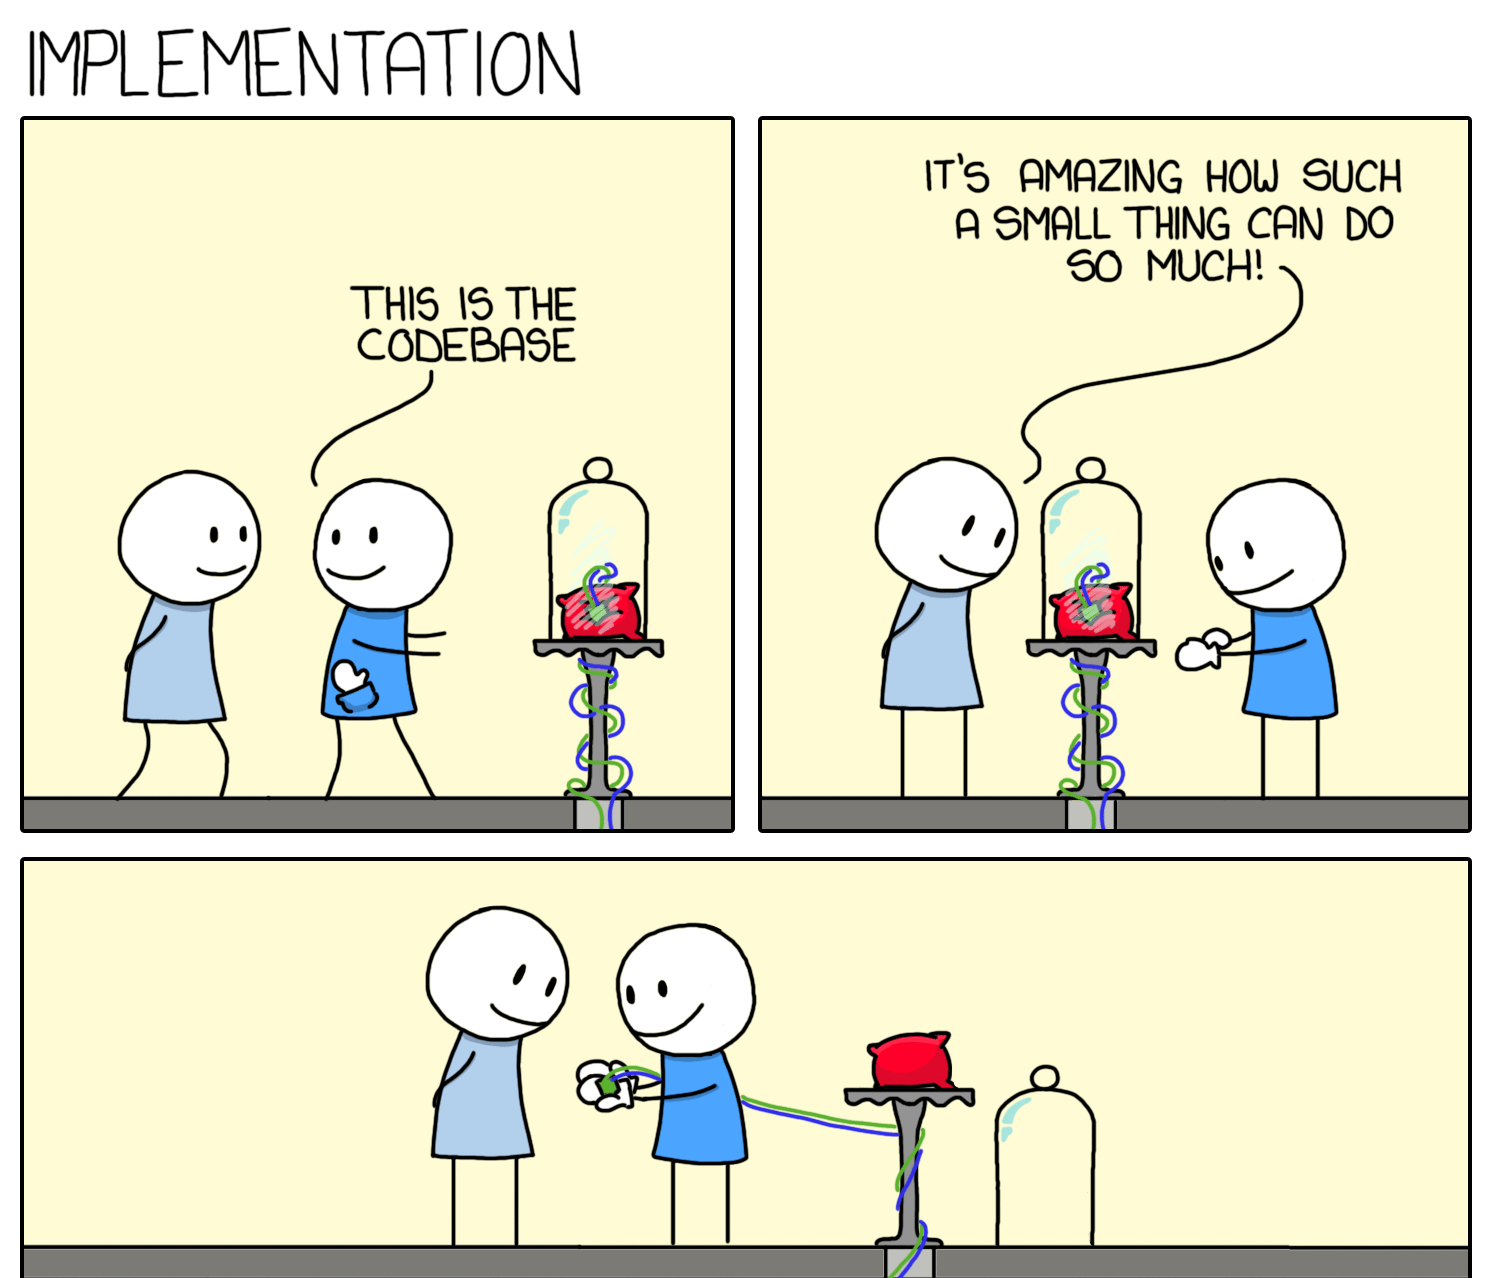 IMPLEMENTATION
THIS IS THE
CODEBASE
IT'S AMAZING HOW SUCH
A SMALL THING CAN DO
SO MUCH!